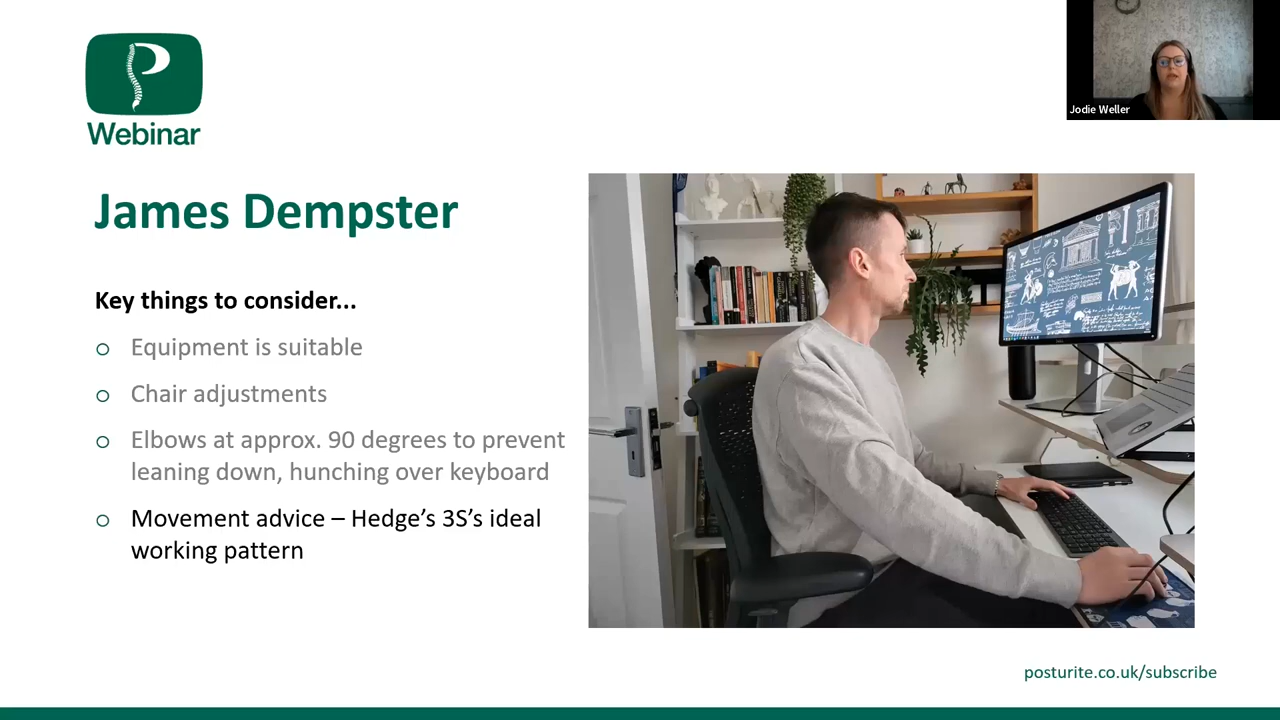 Webinar
Jodie Weller
James Dempster
Key things to consider...
Equipment is suitable
Chair adjustments
Elbows at approx. 90 degrees to prevent
leaning down, hunching over keyboard
Movement advice – Hedge’s 3S’s ideal
working pattern
posturite.co.uk/subscribe